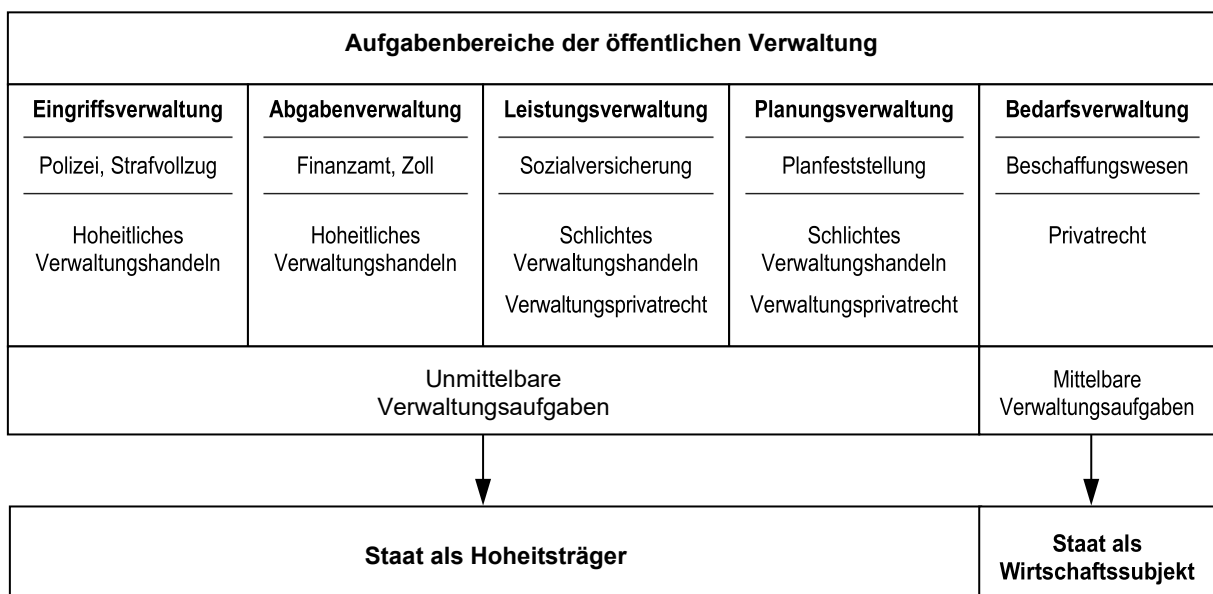 Aufgabenbereiche der öffentlichen Verwaltung
Eingriffsverwaltung
Polizei, Strafvollzug
Hoheitliches
Verwaltungshandeln
Abgabenverwaltung
Finanzamt, Zoll
Hoheitliches
Verwaltungshandeln
Leistungsverwaltung
Sozialversicherung
Schlichtes
Verwaltungshandeln
Verwaltungsprivatrecht
Planungsverwaltung
Planfeststellung
Schlichtes
Verwaltungshandeln
Verwaltungsprivatrecht
Bedarfsverwaltung
Beschaffungswesen
Privatrecht
Unmittelbare
Verwaltungsaufgaben
Mittelbare
Verwaltungsaufgaben
Staat als Hoheitsträger
Staat als
Wirtschaftssubjekt